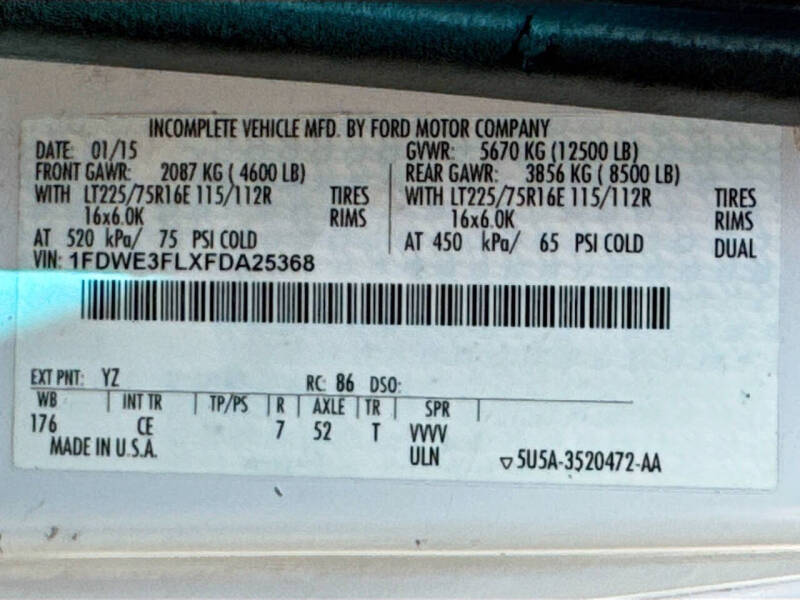 INCOMPLETE VEHICLE MFD. BY FORD MOTOR COMPANY
DATE: 01/15 GVWR: 5670 KG (12500 LB)
FRONT GAWR: 2087 KG ( 4600 LB) REAR GAWR: 3856 KG ( 8500 LB)
WITH LT225/75R16E 115/112R TIRES WITH LT225/75R16E 115/112R TIRES
16x6.0K RIMS 16x6.0K RIMS
AT 520 kPa/ 75 PSI COLD AT 450 kPa/ 65 PSI COLD DUAL
VIN: 1FDWE3FLXFDA25368
EXT PNT: YZ RC: 86 DSO:
WB INT TR TP/PS R AXLE TR SPR
176 CE 7 52 T VVVV
MADE IN U.S.A. ULN ▽5U5A-3520472-AA